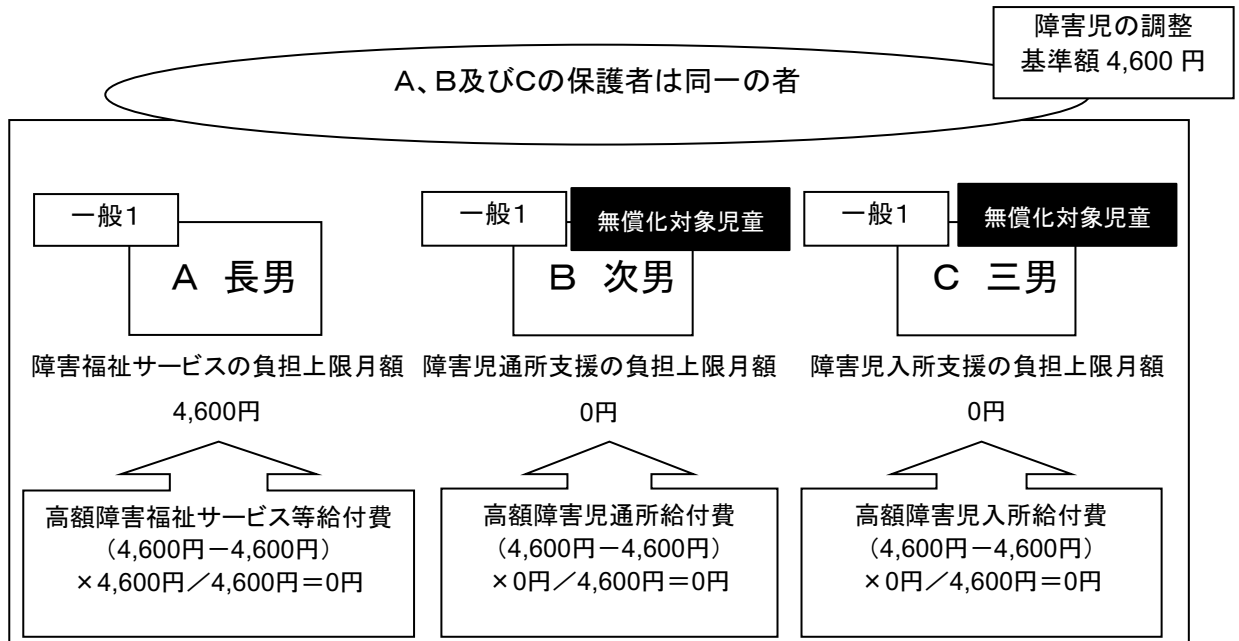 障害児の調整
基準額 4,600 円
A、B及びCの保護者は同一の者
一般1
A 長男
障害福祉サービスの負担上限月額
4,600円
高額障害福祉サービス等給付費
(4,600円－4,600円)
×4,600円／4,600円＝0円
一般1
無償化対象児童
B 次男
障害児通所支援の負担上限月額
0円
高額障害児通所給付費
(4,600円－4,600円)
×0円／4,600円＝0円
一般1
無償化対象児童
C 三男
障害児入所支援の負担上限月額
0円
高額障害児入所給付費
(4,600円－4,600円)
×0円／4,600円＝0円